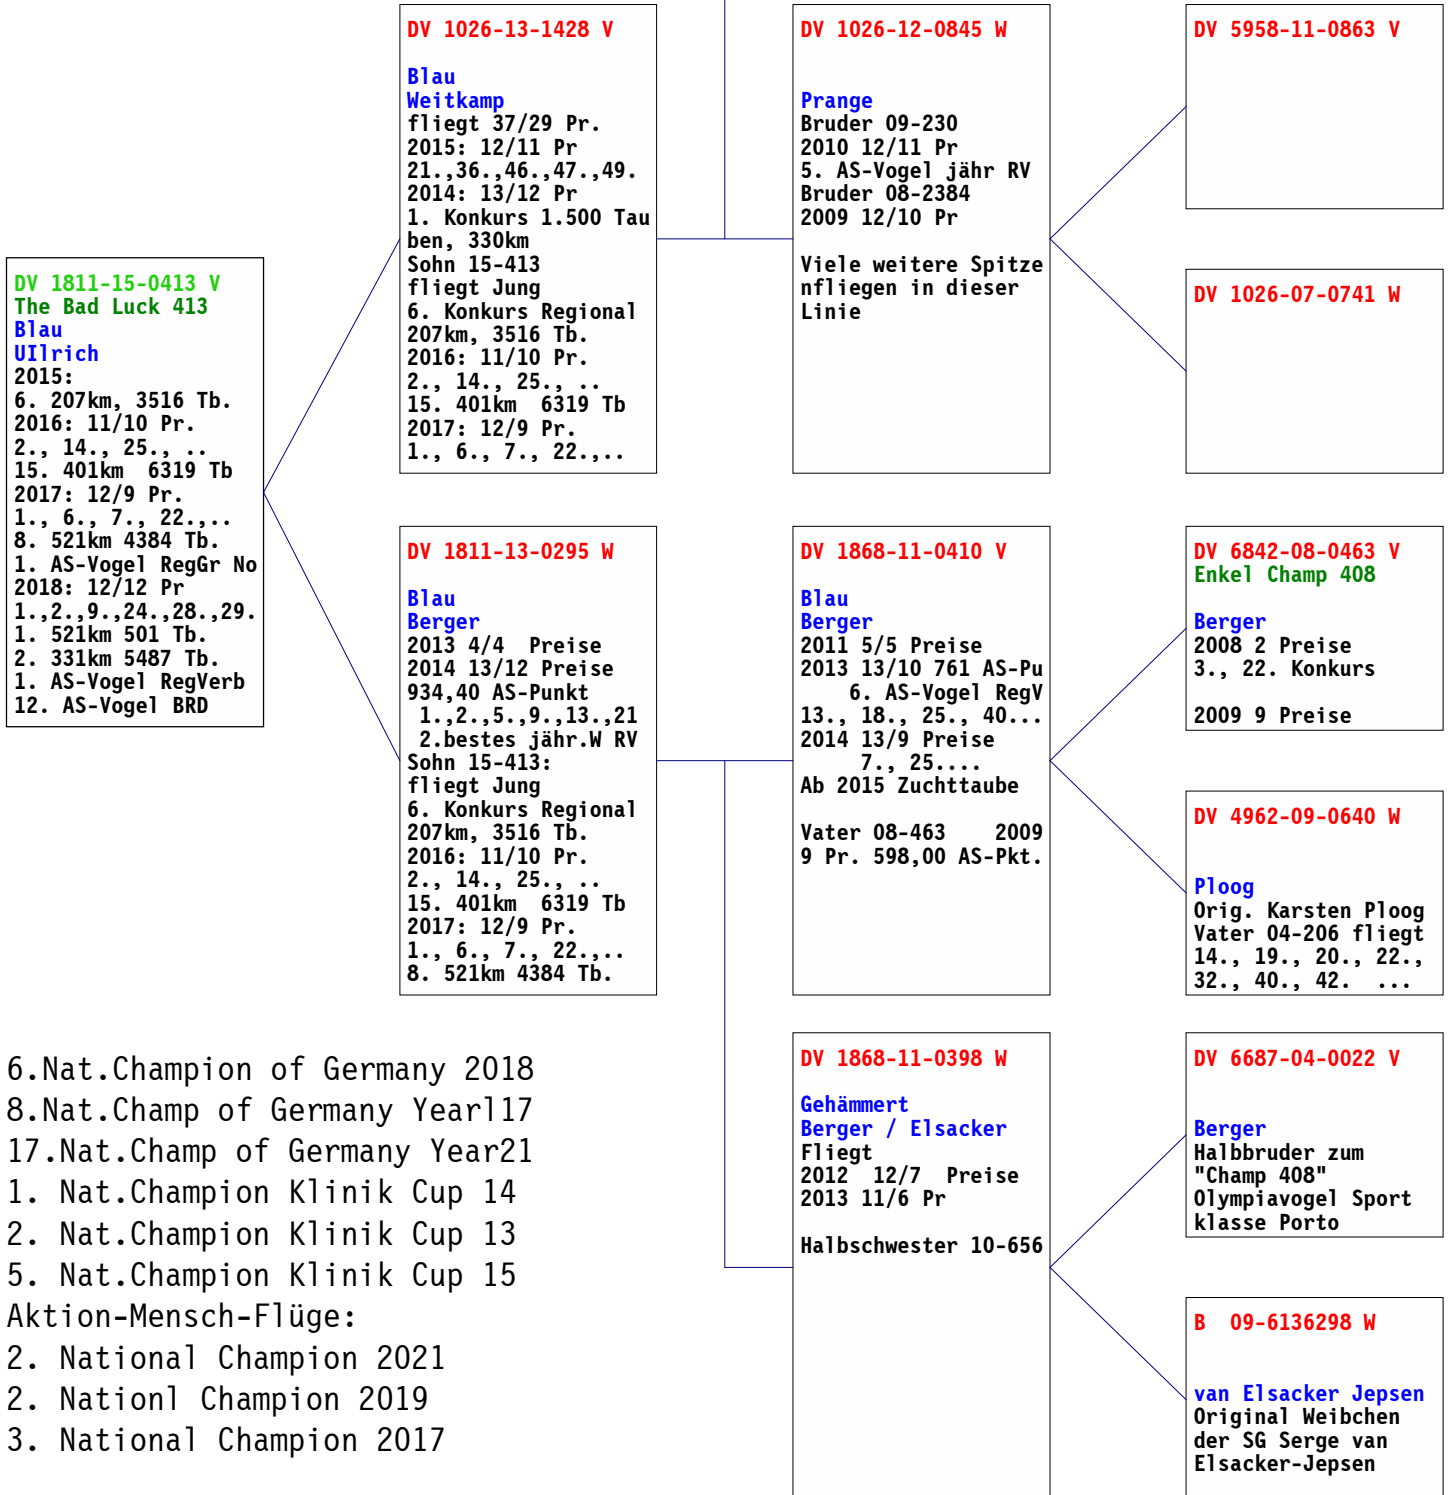 DV 1811-15-0413 V
The Bad Luck 413
Blau
UIlrich
2015:
6. 207km, 3516 Tb.
2016: 11/10 Pr.
2., 14., 25., ..
15. 401km  6319 Tb
2017: 12/9 Pr.
1., 6., 7., 22.,..
8. 521km 4384 Tb.
1. AS-Vogel RegGr No
2018: 12/12 Pr
1.,2.,9.,24.,28.,29.
1. 521km 501 Tb.
2. 331km 5487 Tb.
1. AS-Vogel RegVerb
12. AS-Vogel BRD
DV 1026-13-1428 V
Blau
Weitkamp
fliegt 37/29 Pr.
2015: 12/11 Pr
21.,36.,46.,47.,49.
2014: 13/12 Pr
1. Konkurs 1.500 Tau
ben, 330km
Sohn 15-413
fliegt Jung
6. Konkurs Regional
207km, 3516 Tb.
2016: 11/10 Pr.
2., 14., 25., ..
15. 401km  6319 Tb
2017: 12/9 Pr.
1., 6., 7., 22.,..
DV 1811-13-0295 W
Blau
Berger
2013 4/4  Preise
2014 13/12 Preise
934,40 AS-Punkt
1.,2.,5.,9.,13.,21
2.bestes jähr.W RV
Sohn 15-413:
fliegt Jung
6. Konkurs Regional
207km, 3516 Tb.
2016: 11/10 Pr.
2., 14., 25., ..
15. 401km  6319 Tb
2017: 12/9 Pr.
1., 6., 7., 22.,..
8. 521km 4384 Tb.
DV 1026-12-0845 W
Prange
Bruder 09-230
2010 12/11 Pr
5. AS-Vogel jähr RV
Bruder 08-2384
2009 12/10 Pr
Viele weitere Spitze
nfliegen in dieser
Linie
DV 1868-11-0410 V
Blau
Berger
2011 5/5 Preise
2013 13/10 761 AS-Pu
6. AS-Vogel RegV
13., 18., 25., 40...
2014 13/9 Preise
7., 25....
Ab 2015 Zuchttaube
Vater 08-463    2009
9 Pr. 598,00 AS-Pkt.
DV 1868-11-0398 W
Gehämmert
Berger / Elsacker
Fliegt
2012  12/7  Preise
2013 11/6 Pr
Halbschwester 10-656
DV 5958-11-0863 V
DV 1026-07-0741 W
DV 6842-08-0463 V
Enkel Champ 408
Berger
2008 2 Preise
3., 22. Konkurs
2009 9 Preise
DV 4962-09-0640 W
Ploog
Orig. Karsten Ploog
Vater 04-206 fliegt
14., 19., 20., 22.,
32., 40., 42.  ...
DV 6687-04-0022 V
Berger
Halbbruder zum
"Champ 408"
Olympiavogel Sport
klasse Porto
B  09-6136298 W
van Elsacker Jepsen
Original Weibchen
der SG Serge van
Elsacker-Jepsen
6.Nat.Champion of Germany 2018
8.Nat.Champ of Germany Yearl17
17.Nat.Champ of Germany Year21
1. Nat.Champion Klinik Cup 14
2. Nat.Champion Klinik Cup 13
5. Nat.Champion Klinik Cup 15
Aktion-Mensch-Flüge:
2. National Champion 2021
2. Nationl Champion 2019
3. National Champion 2017